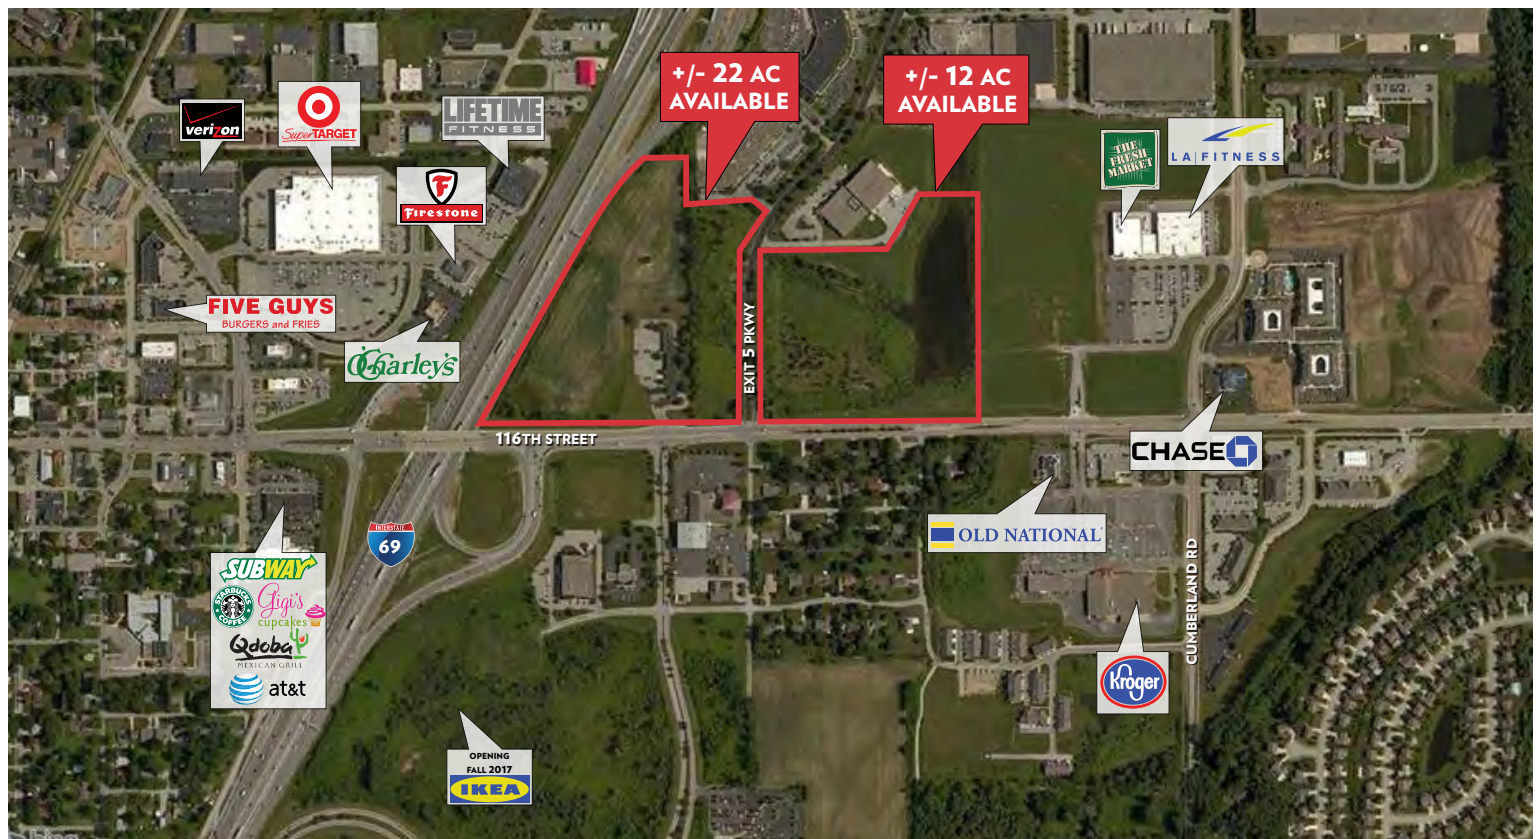 +/- 22 AC
AVAILABLE
+/- 12 AC
AVAILABLE
verizon
SuperTARGET
LIFETIME
FITNESS
Firestone
THE
FRESH
MARKET
LA FITNESS
FIVE GUYS
BURGERS and FRIES
O'Charley's
EXIT 5 PKWY
116TH STREET
CHASE
OLD NATIONAL
INTERSTATE
69
SUBWAY
STARBUCKS
COFFEE
Gigi's
cupcakes
Qdoba
MEXICAN GRILL
at&t
CUMBERLAND RD
Kroger
OPENING
FALL 2017
IKEA